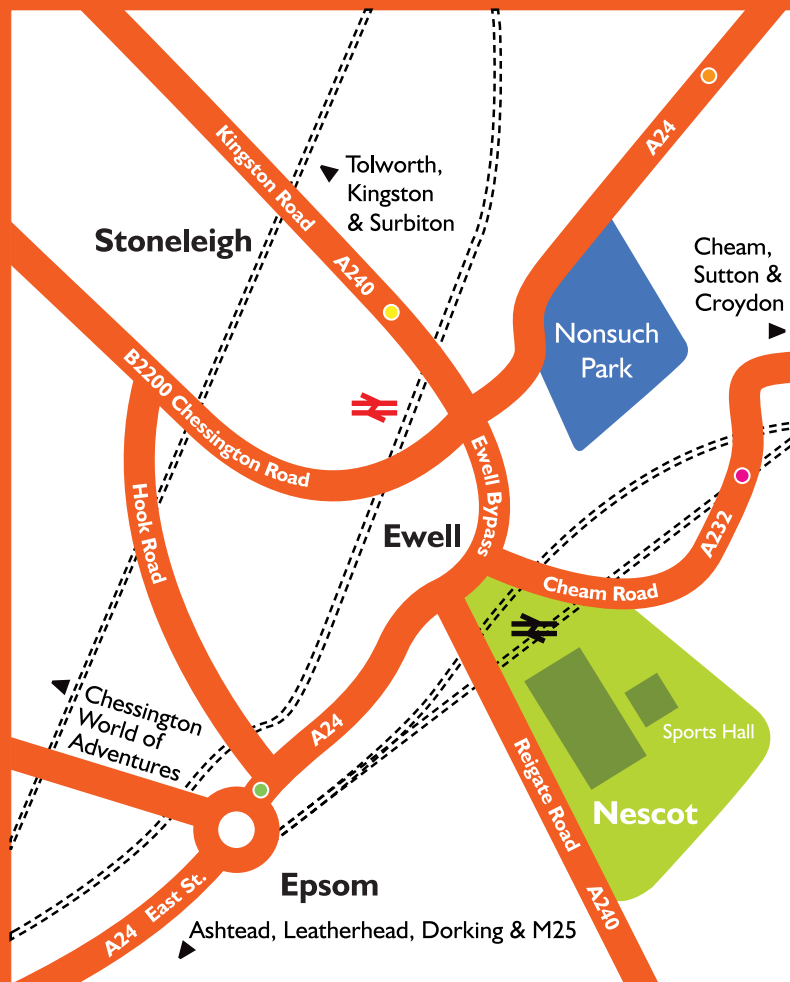 A24
Kingston Road
Tolworth,
Kingston
& Surbiton
Stoneleigh
A240
Cheam,
Sutton &
Croydon
Nonsuch
Park
B2200 Chessington Road
Ewell Bypass
Hook Road
Ewell
A232
Cheam Road
Chessington
World of
Adventures
A24
Sports Hall
Reigate Road
Nescot
Epsom
A24 East St.
A240
Ashtead, Leatherhead, Dorking & M25